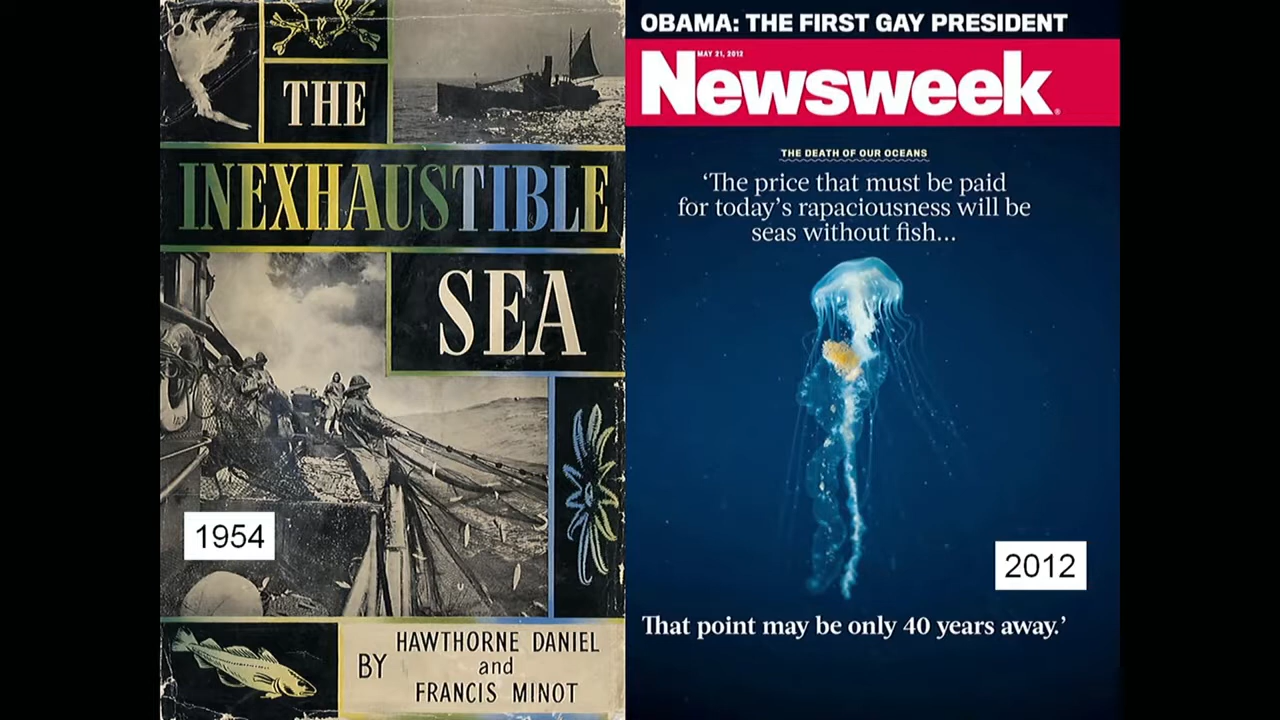 THE
INEXHAUSTIBLE
SEA
1954
BY
HAWTHORNE DANIEL
and
FRANCIS MINOT
OBAMA: THE FIRST GAY PRESIDENT
MAY 21, 2012
Newsweek®
THE DEATH OF OUR OCEANS
‘The price that must be paid
for today’s rapaciousness will be
seas without fish...
2012
That point may be only 40 years away.’